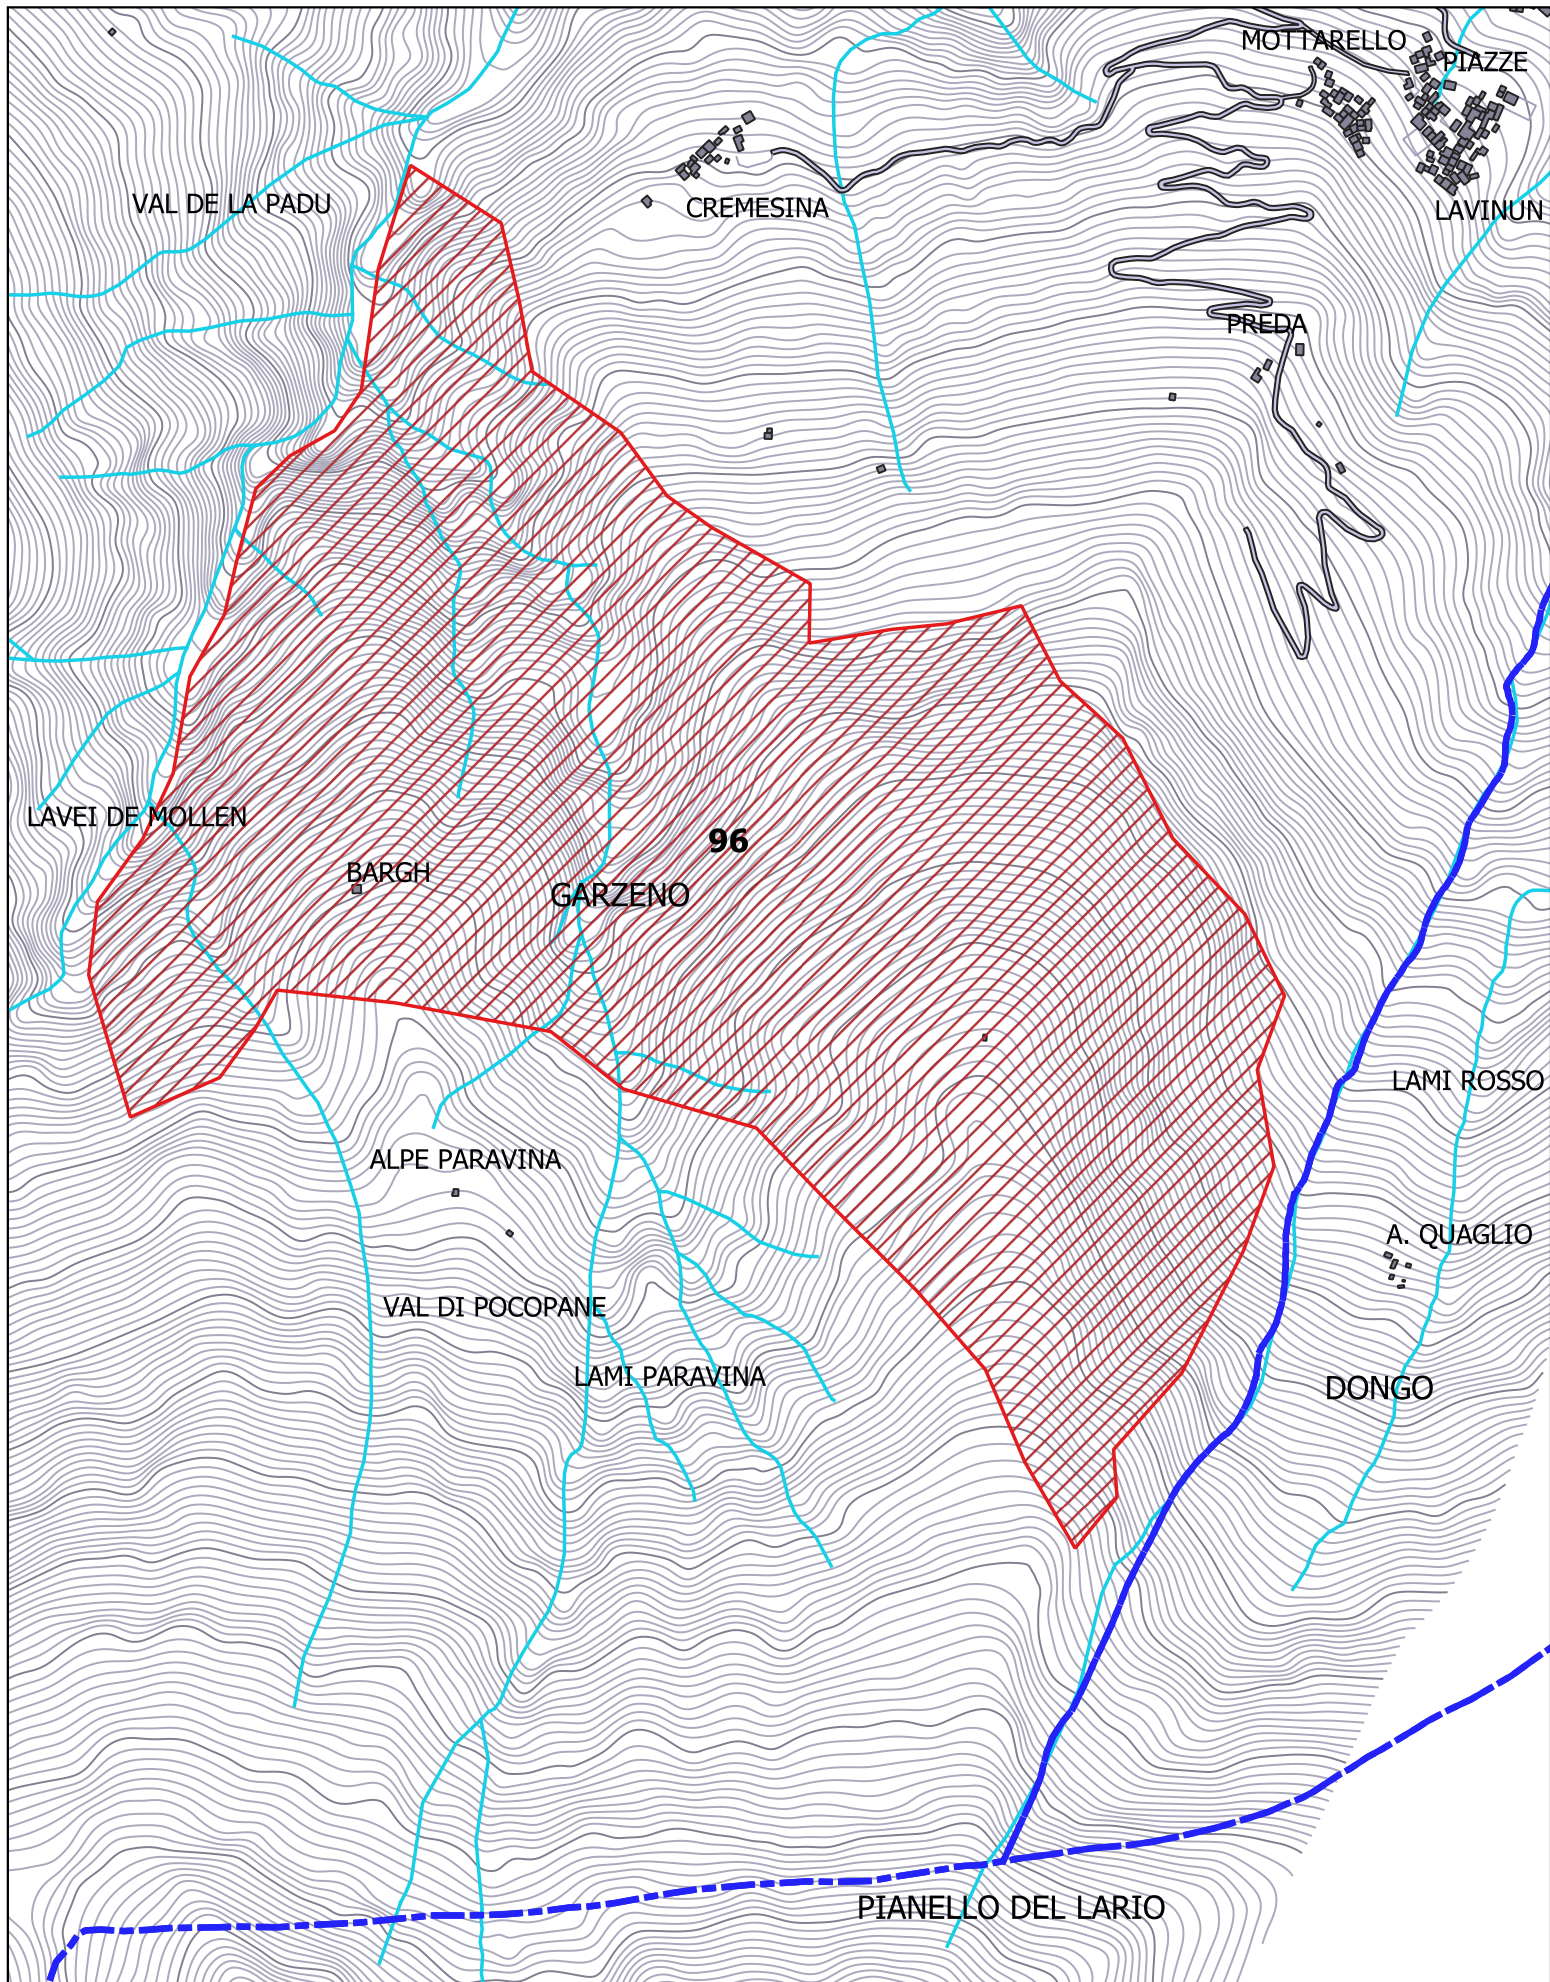 MOTTARELLO
PIAZZE
VAL DE LA PADU
CREMESINA
LAVINUN
PREDA
LAVEI DE MOLLEN
96
BARGH
GARZENO
LAMI ROSSO
ALPE PARAVINA
A. QUAGLIO
VAL DI POCOPANE
LAMI PARAVINA
DONGO
PIANELLO DEL LARIO